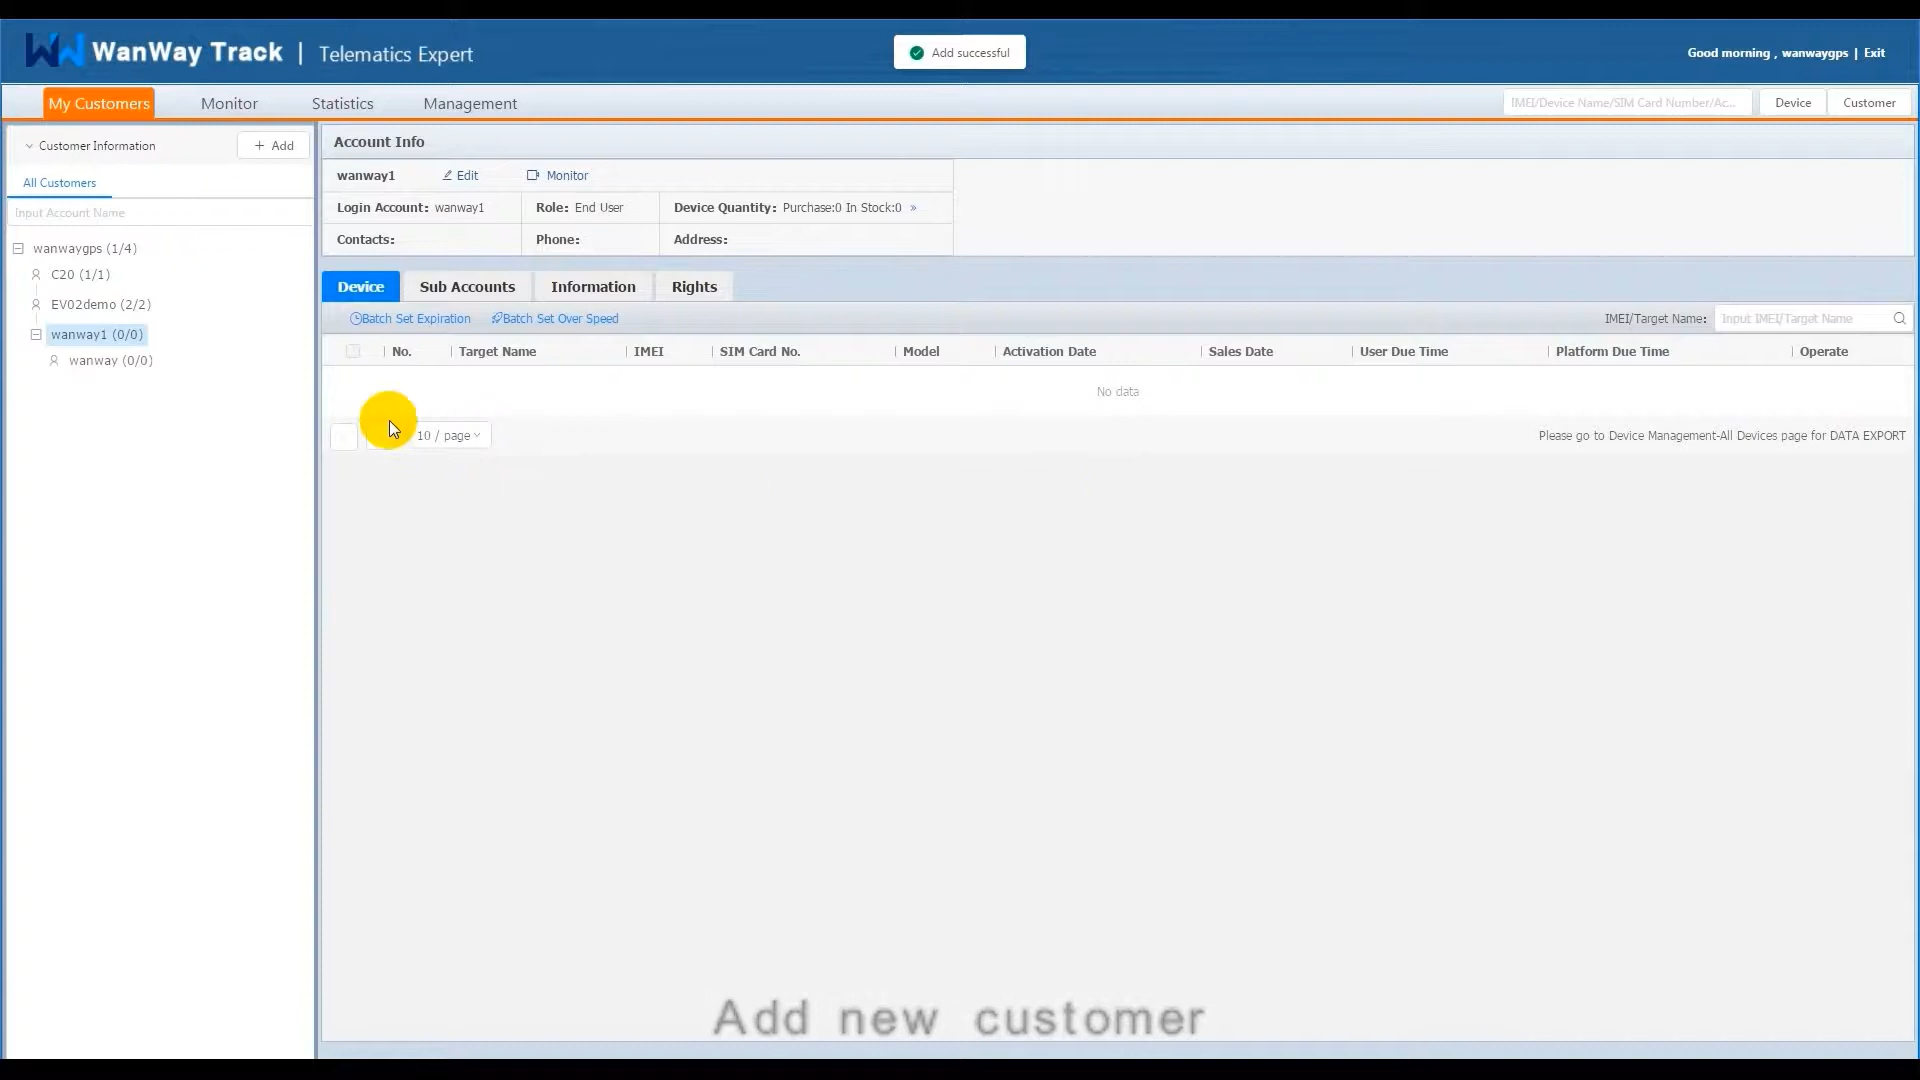 WanWay Track | Telematics Expert
Add successful
Good morning , wanwaygps | Exit
My Customers Monitor Statistics Management
IMEI/Device Name/SIM Card Number/Ac... Device Customer
Customer Information + Add
All Customers
Input Account Name
wanwaygps (1/4)
C20 (1/1)
EV02demo (2/2)
wanway1 (0/0)
wanway (0/0)
Account Info
wanway1 Edit Monitor
Login Account: wanway1 Role: End User Device Quantity: Purchase:0 In Stock:0 »
Contacts: Phone: Address:
Device Sub Accounts Information Rights
Batch Set Expiration Batch Set Over Speed IMEI/Target Name: Input IMEI/Target Name
No. Target Name IMEI SIM Card No. Model Activation Date Sales Date User Due Time Platform Due Time Operate
No data
10 / page Please go to Device Management-All Devices page for DATA EXPORT
Add new customer